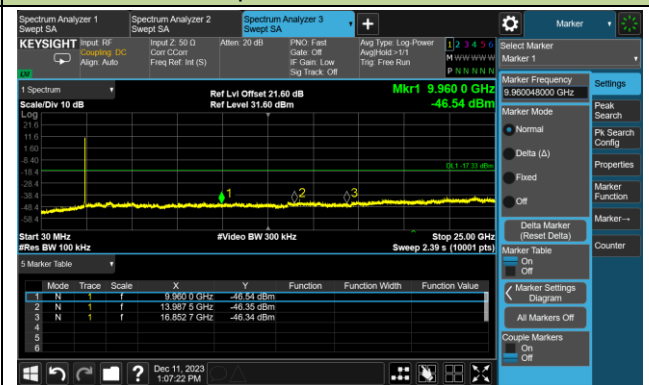 Spectrum Analyzer 1
Swept SA
Spectrum Analyzer 2
Swept SA
Spectrum Analyzer 3
Swept SA
Marker
KEYSIGHT
Input: RF
Coupling: DC
Align: Auto
Input Z: 50 Ω
Corr CCorr
Freq Ref: Int (S)
Atten: 20 dB
PNO: Fast
Gate: Off
IF Gain: Low
Sig Track: Off
Avg Type: Log-Power
Avg|Hold:>1/1
Trig: Free Run
1 2 3 4 5 6
M W W W W W
P N N N N N
LW
Select Marker
Marker 1
1 Spectrum
Scale/Div 10 dB
Log
Ref Lvl Offset 21.60 dB
Ref Level 31.60 dBm
Mkr1 9.960 0 GHz
-46.54 dBm
21.6
11.6
1.60
-8.40
-18.4
-28.4
-38.4
-48.4
-58.4
DL1 -17.33 dBm
1
2
3
Start 30 MHz
#Res BW 100 kHz
#Video BW 300 kHz
Stop 25.00 GHz
Sweep 2.39 s (10001 pts)
5 Marker Table
Mode Trace Scale X Y Function Function Width Function Value
1 N 1 f 9.960 0 GHz -46.54 dBm
2 N 1 f 13.987 5 GHz -46.35 dBm
3 N 1 f 16.852 7 GHz -46.34 dBm
4
5
6
Marker Frequency
9.960048000 GHz
Marker Mode
Normal
Delta (Δ)
Fixed
Off
Delta Marker
(Reset Delta)
Marker Table
On
Off
Marker Settings
Diagram
All Markers Off
Couple Markers
On
Off
Settings
Peak
Search
Pk Search
Config
Properties
Marker
Function
Marker→
Counter
Dec 11, 2023
1:07:22 PM